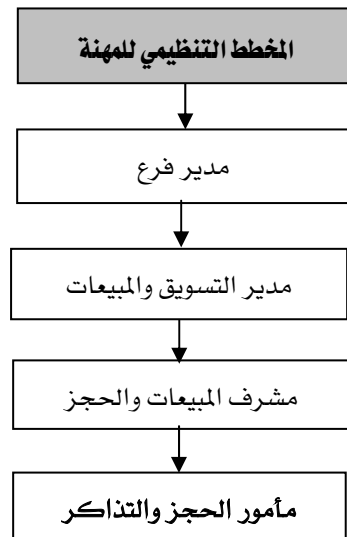 المخطط التنظيمي للمهنة
مدير فرع
مدير التسويق والمبيعات
مشرف المبيعات والحجز
مأمور الحجز والتذاكر